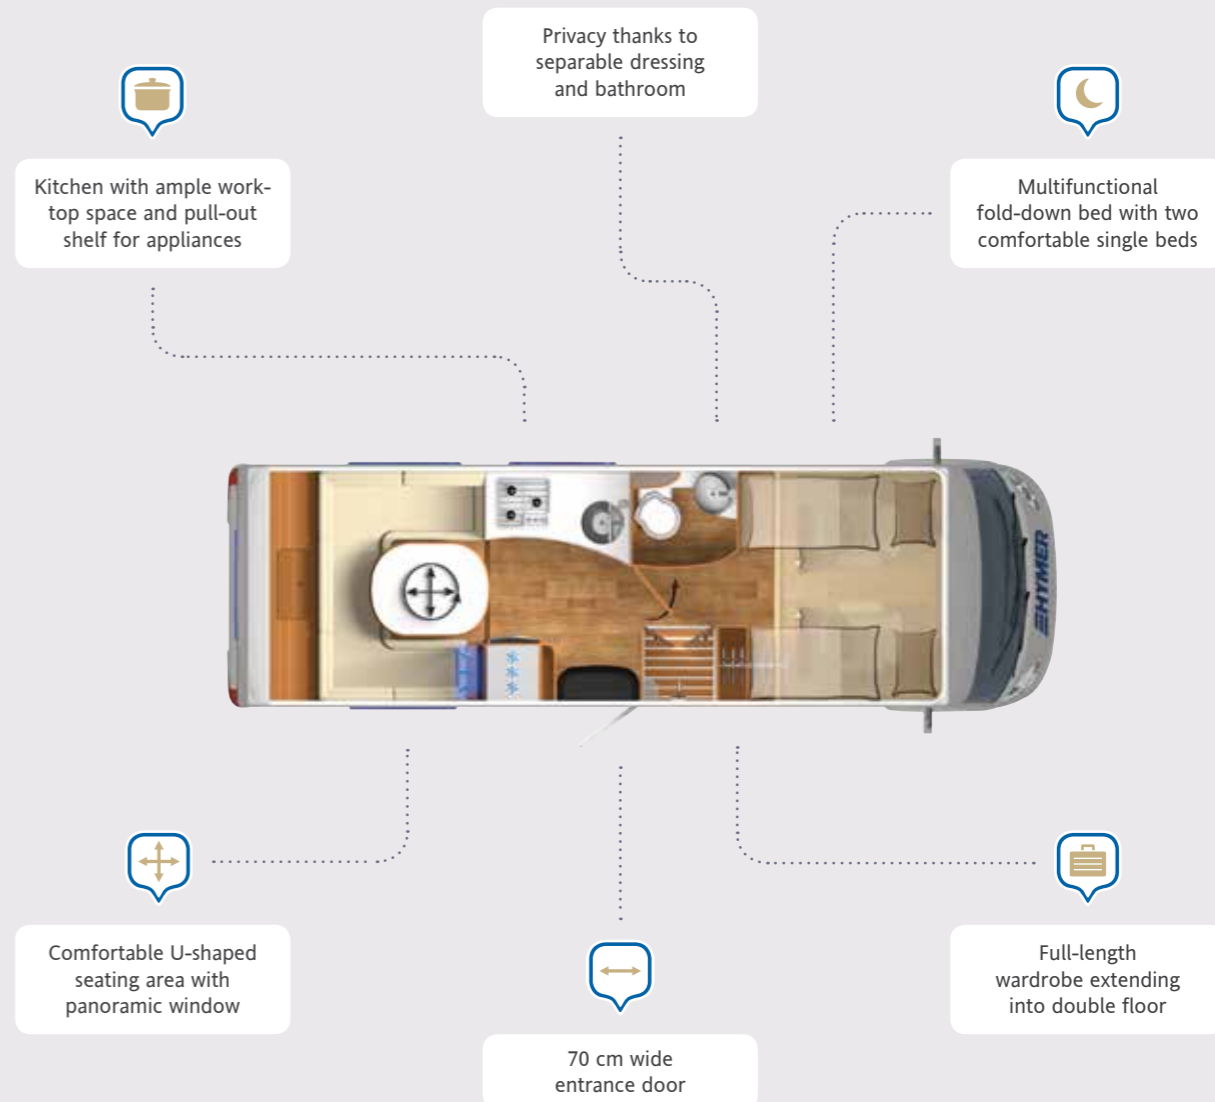 Privacy thanks to
separable dressing
and bathroom
Kitchen with ample work-
top space and pull-out
shelf for appliances
Multifunctional
fold-down bed with two
comfortable single beds
HYMER
Comfortable U-shaped
seating area with
panoramic window
70 cm wide
entrance door
Full-length
wardrobe extending
into double floor